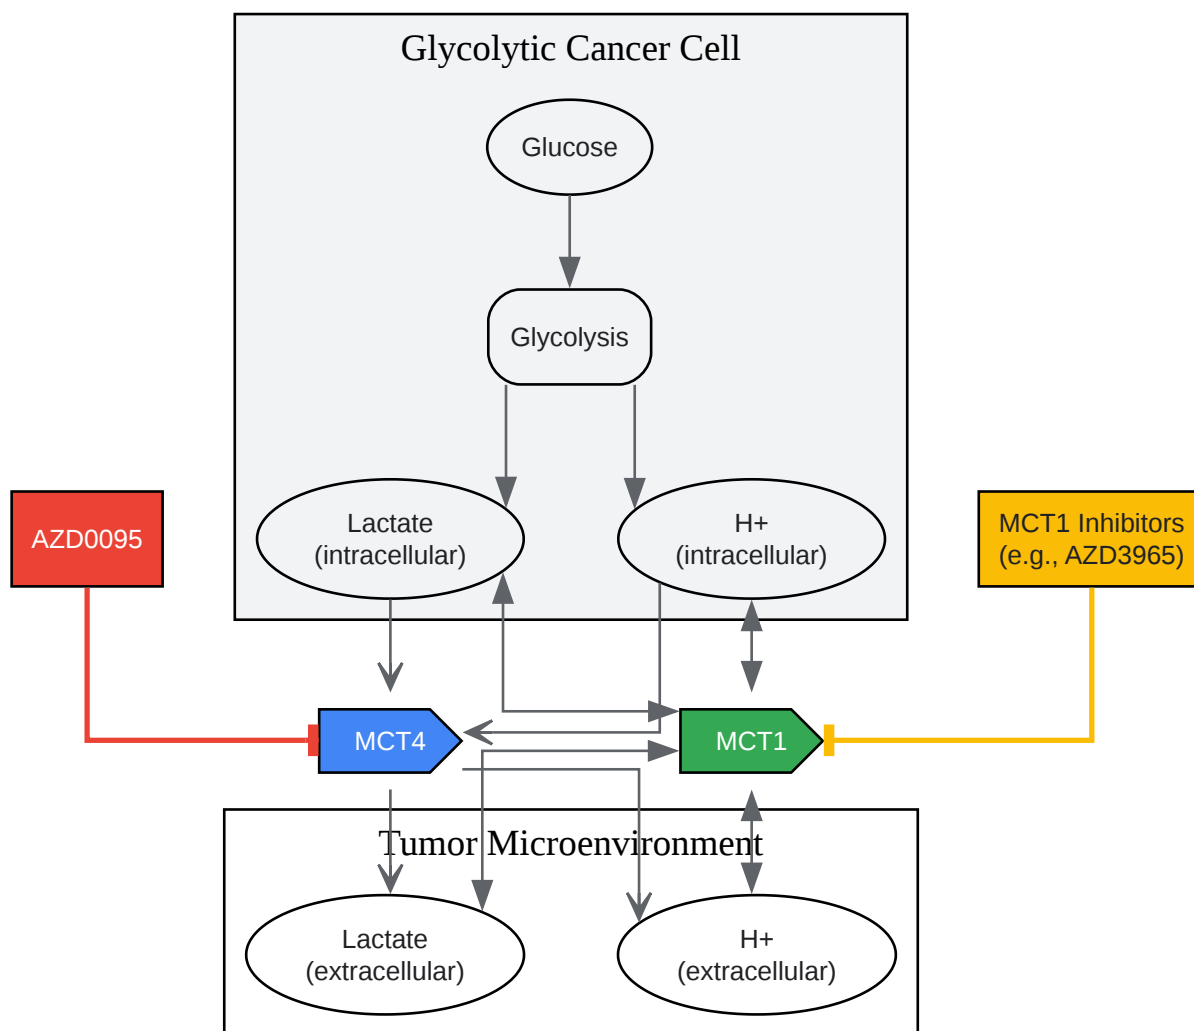 Glycolytic Cancer Cell
Glucose
Glycolysis
AZD0095
Lactate
(intracellular)
H+
(intracellular)
MCT1 Inhibitors
(e.g., AZD3965)
MCT4
MCT1
Tumor Microenvironment
Lactate
(extracellular)
H+
(extracellular)